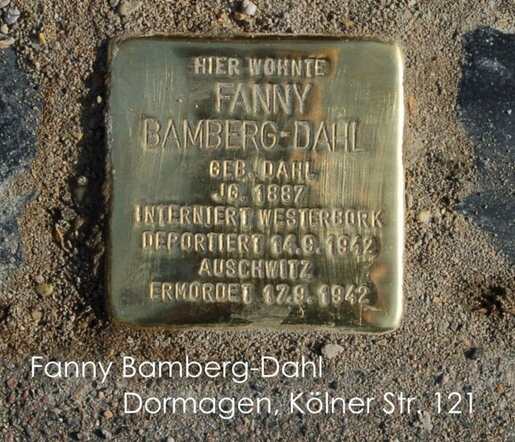 HIER WOHNTE
FANNY
BAMBERG-DAHL
GEB. DAHL
JG. 1887
INTERNIERT WESTERBORK
DEPORTIERT 14.9.1942
AUSCHWITZ
ERMORDET 17.9.1942
Fanny Bamberg-Dahl
Dormagen, Kölner Str. 121